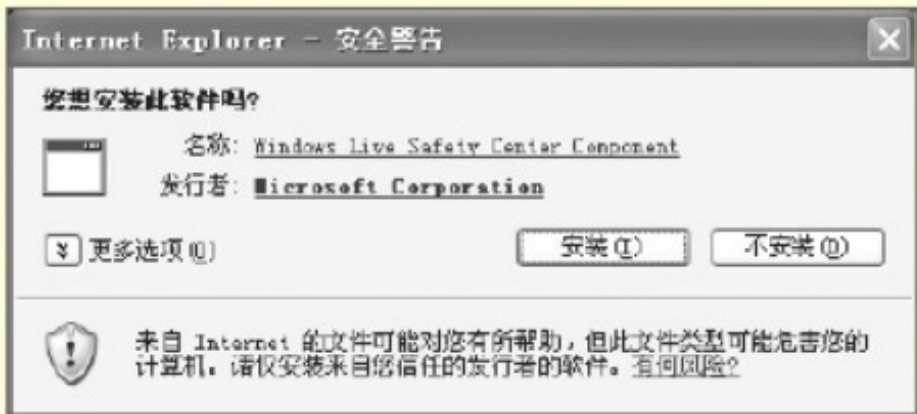 Internet Explorer - 安全警告
您想安装此软件吗?
名称: Windows Live Safety Center Component
发行者: Microsoft Corporation
更多选项(O)
安装(I)
不安装(D)
来自 Internet 的文件可能对您有所帮助，但此文件类型可能危害您的
计算机。请仅安装来自您信任的发行者的软件。有何风险?